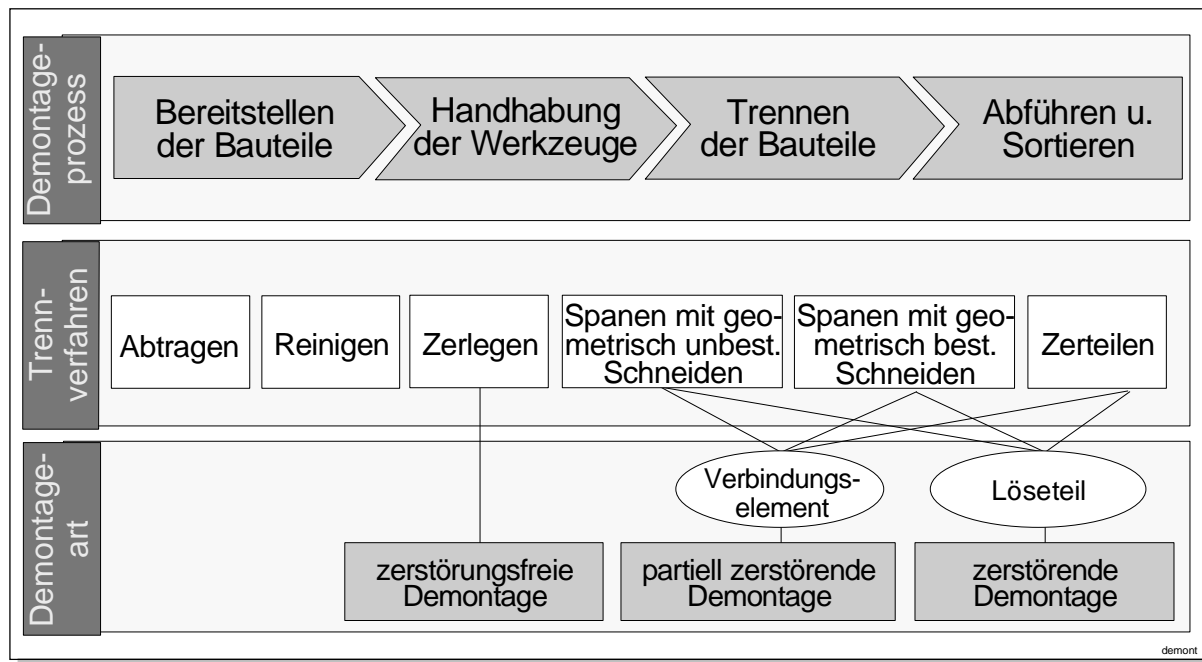 Demontage-
prozess
Bereitstellen
der Bauteile
Handhabung
der Werkzeuge
Trennen
der Bauteile
Abführen u.
Sortieren
Trenn-
verfahren
Abtragen
Reinigen
Zerlegen
Spanen mit geo-
metrisch unbest.
Schneiden
Spanen mit geo-
metrisch best.
Schneiden
Zerteilen
Demontage-
art
Verbindungs-
element
Löseteil
zerstörungsfreie
Demontage
partiell zerstörende
Demontage
zerstörende
Demontage
demont